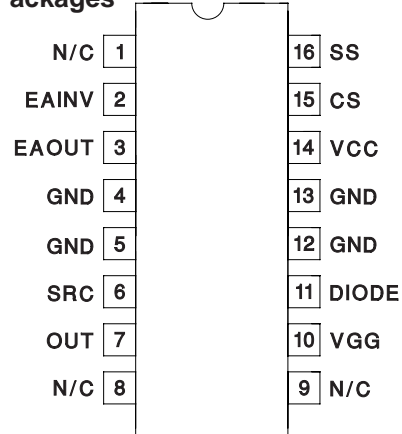 ackages
N/C 1 16 SS
EAINV 2 15 CS
EAOUT 3 14 VCC
GND 4 13 GND
GND 5 12 GND
SRC 6 11 DIODE
OUT 7 10 VGG
N/C 8 9 N/C